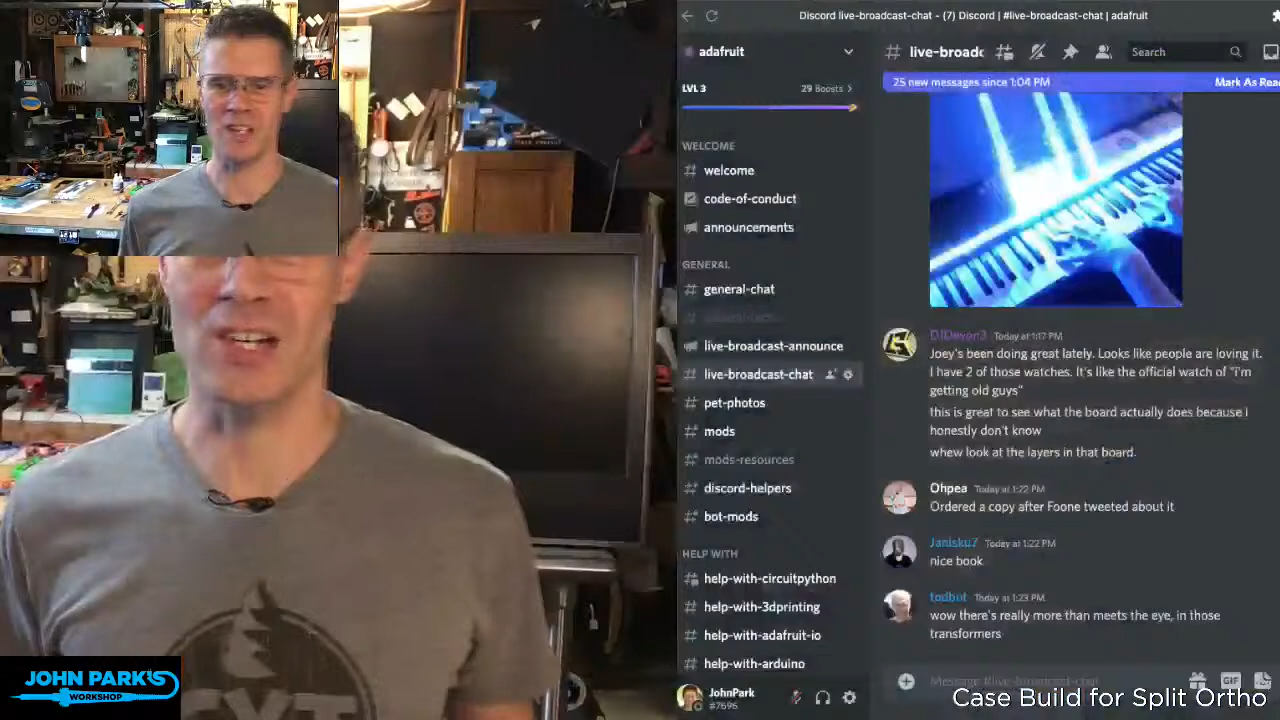 Discord live-broadcast-chat - (7) Discord | #live-broadcast-chat | adafruit
adafruit
LVL 3
29 Boosts
WELCOME
welcome
code-of-conduct
announcements
GENERAL
general-chat
live-broadcast-announce
live-broadcast-chat
pet-photos
mods
mods-resources
discord-helpers
bot-mods
HELP WITH
help-with-circuitpython
help-with-3dprinting
help-with-adafruit-io
help-with-arduino
JohnPark
#7696
live-broadc
Search
25 new messages since 1:04 PM
Mark As Rea
DJDevon3 Today at 1:17 PM
Joey's been doing great lately. Looks like people are loving it.
I have 2 of those watches. It's like the official watch of "i'm
getting old guys"
this is great to see what the board actually does because i
honestly don't know
whew look at the layers in that board.
Ohpea Today at 1:22 PM
Ordered a copy after Foone tweeted about it
Janisku7 Today at 1:22 PM
nice book
todbot Today at 1:23 PM
wow there's really more than meets the eye, in those
transformers
Message #live-broadcast-chat
GIF
Case Build for Split Ortho
JOHN PARK'S
WORKSHOP